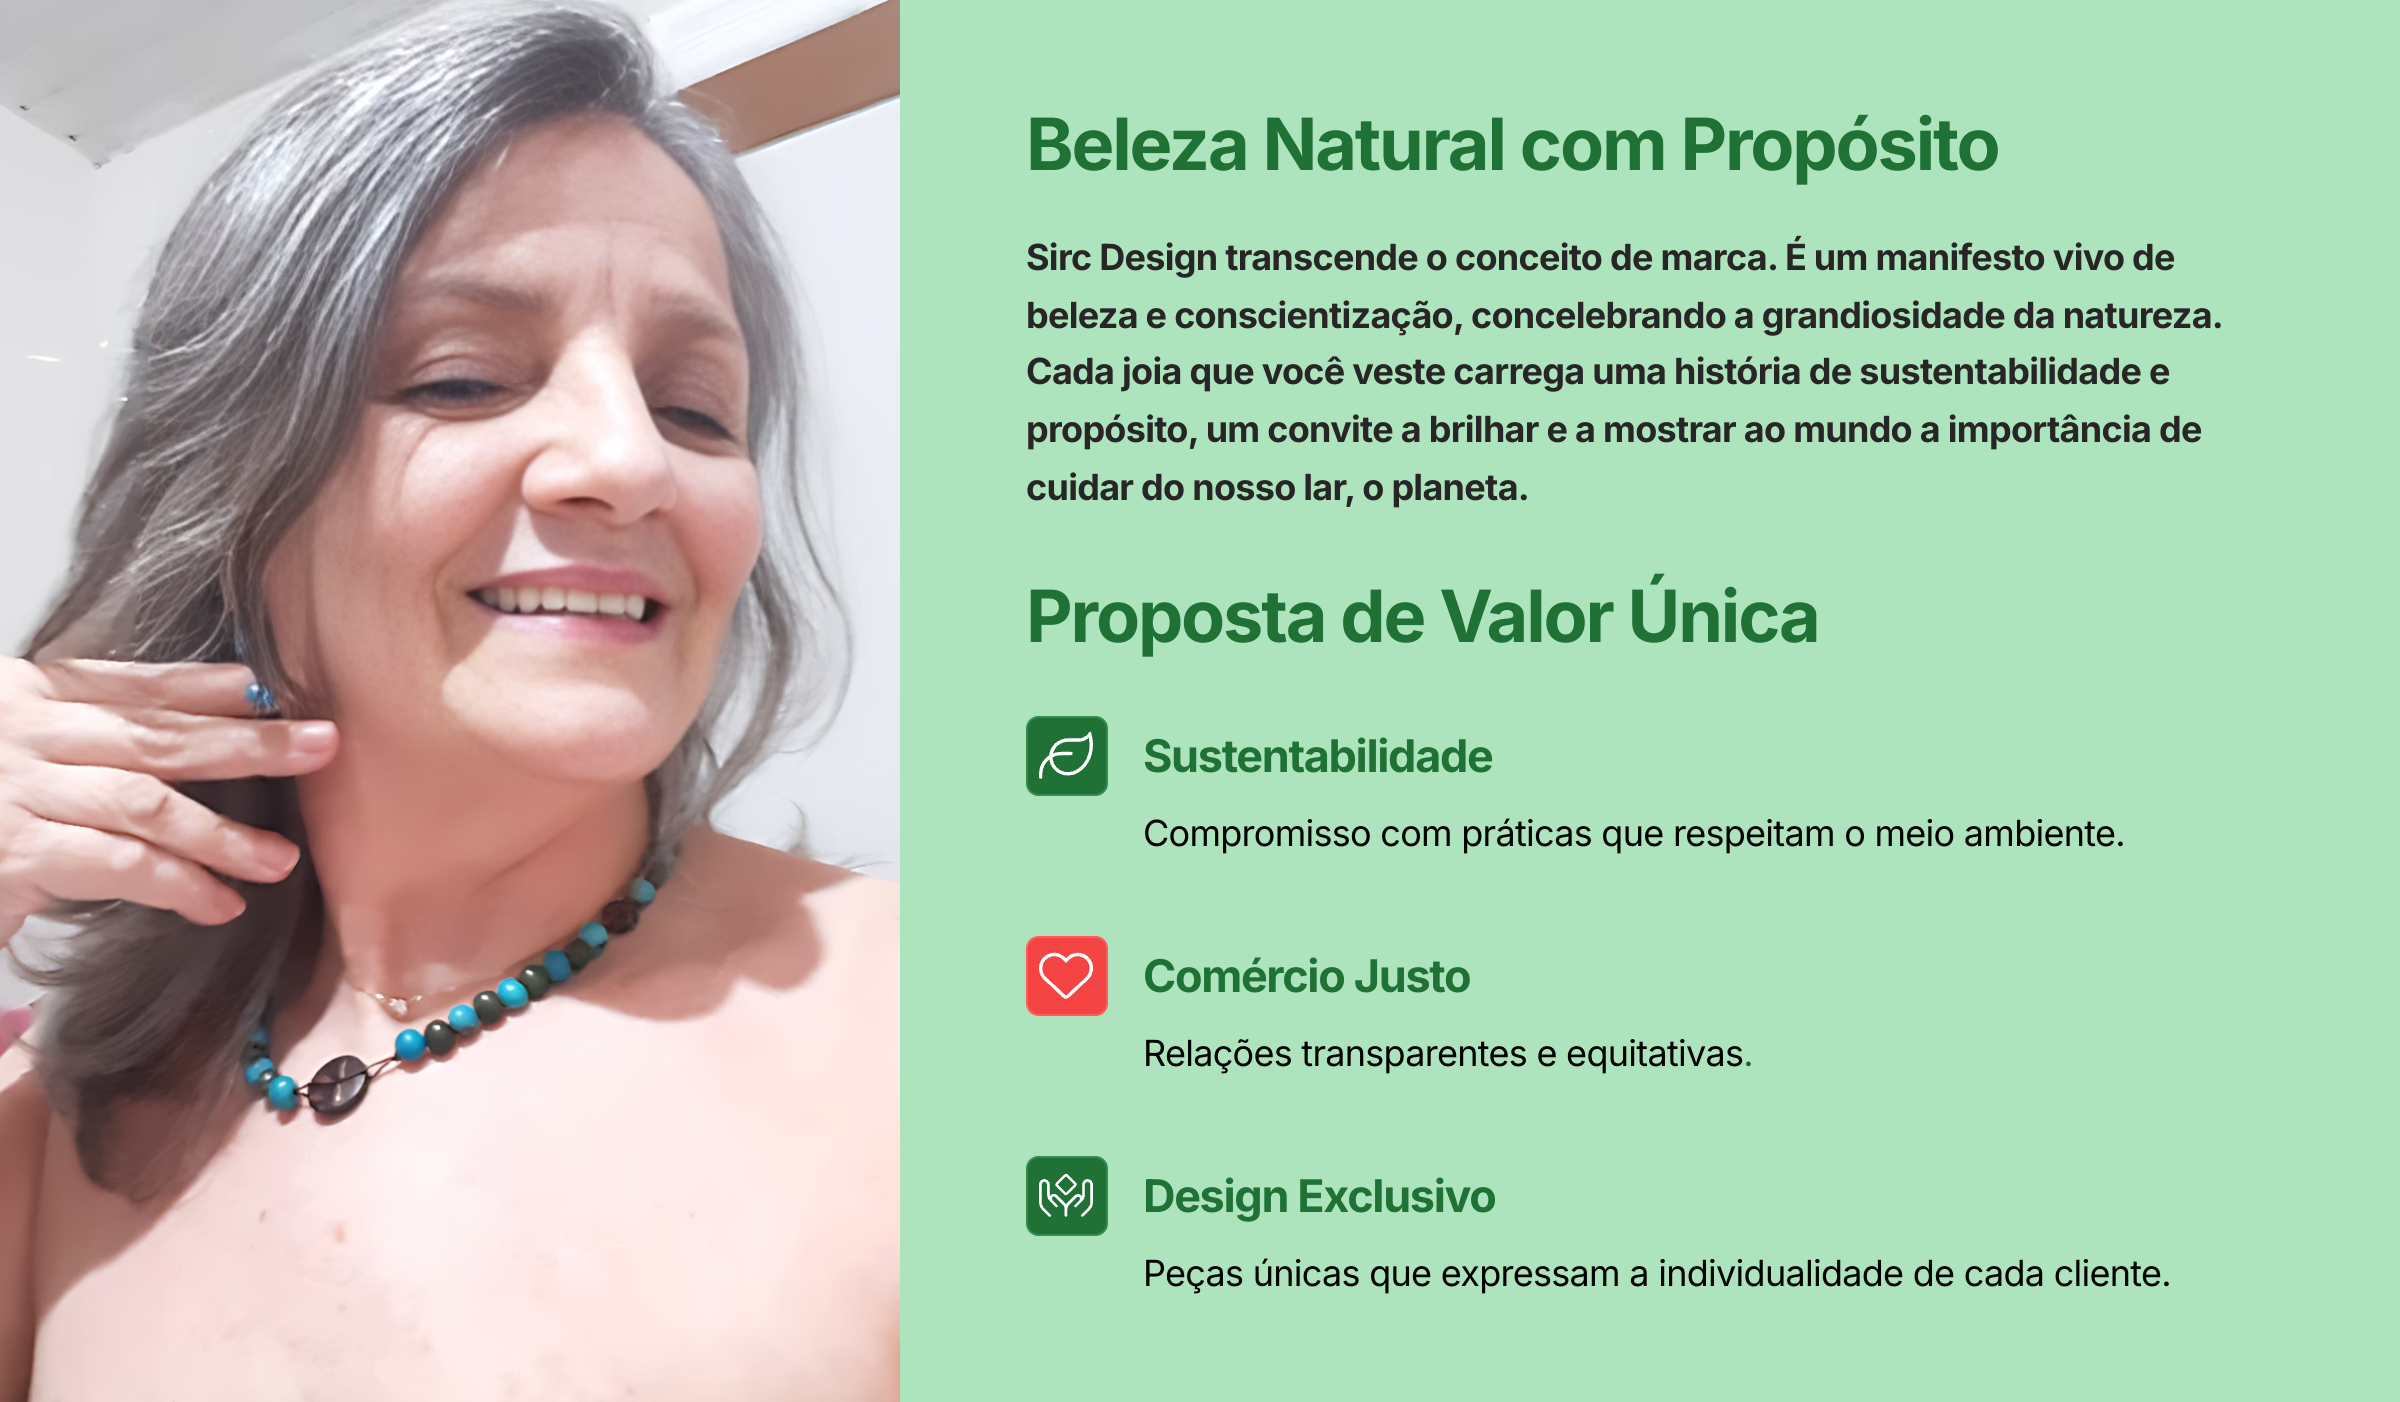 Beleza Natural com Propósito
Sirc Design transcende o conceito de marca. É um manifesto vivo de
beleza e conscientização, concelebrando a grandiosidade da natureza.
Cada joia que você veste carrega uma história de sustentabilidade e
propósito, um convite a brilhar e a mostrar ao mundo a importância de
cuidar do nosso lar, o planeta.
Proposta de Valor Única
Sustentabilidade
Compromisso com práticas que respeitam o meio ambiente.
Comércio Justo
Relações transparentes e equitativas.
Design Exclusivo
Peças únicas que expressam a individualidade de cada cliente.